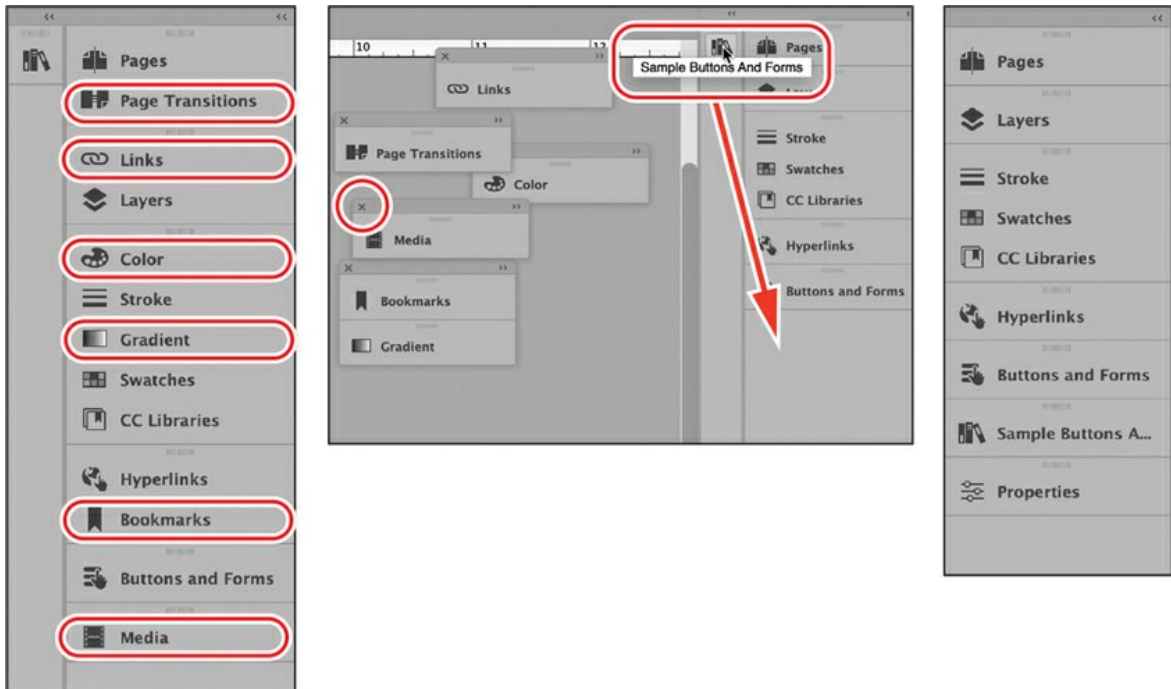 Pages
Page Transitions
Links
Layers
Color
Stroke
Gradient
Swatches
CC Libraries
Hyperlinks
Bookmarks
Buttons and Forms
Media
10 11 12
Links
Page Transitions
Color
Media
Bookmarks
Gradient
Pages
Sample Buttons And Forms
Stroke
Swatches
CC Libraries
Hyperlinks
Buttons and Forms
Pages
Layers
Stroke
Swatches
CC Libraries
Hyperlinks
Buttons and Forms
Sample Buttons A...
Properties